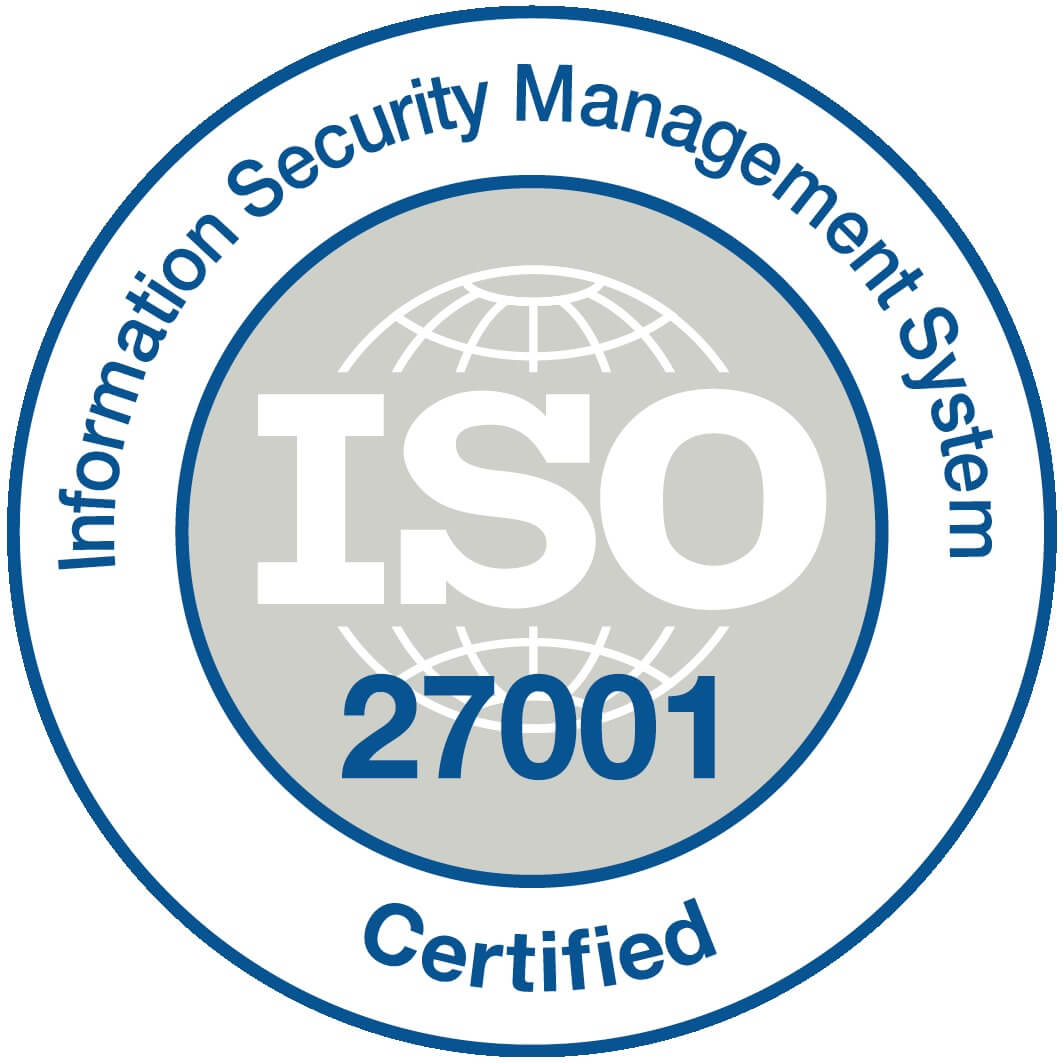 Information Security Management System
ISO
27001
Certified